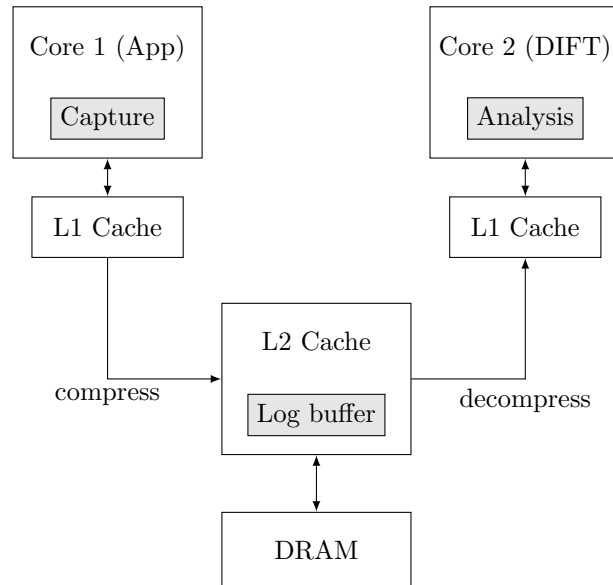 Core 1 (App)
Core 2 (DIFT)
Capture
Analysis
L1 Cache
L1 Cache
L2 Cache
compress
decompress
Log buffer
DRAM